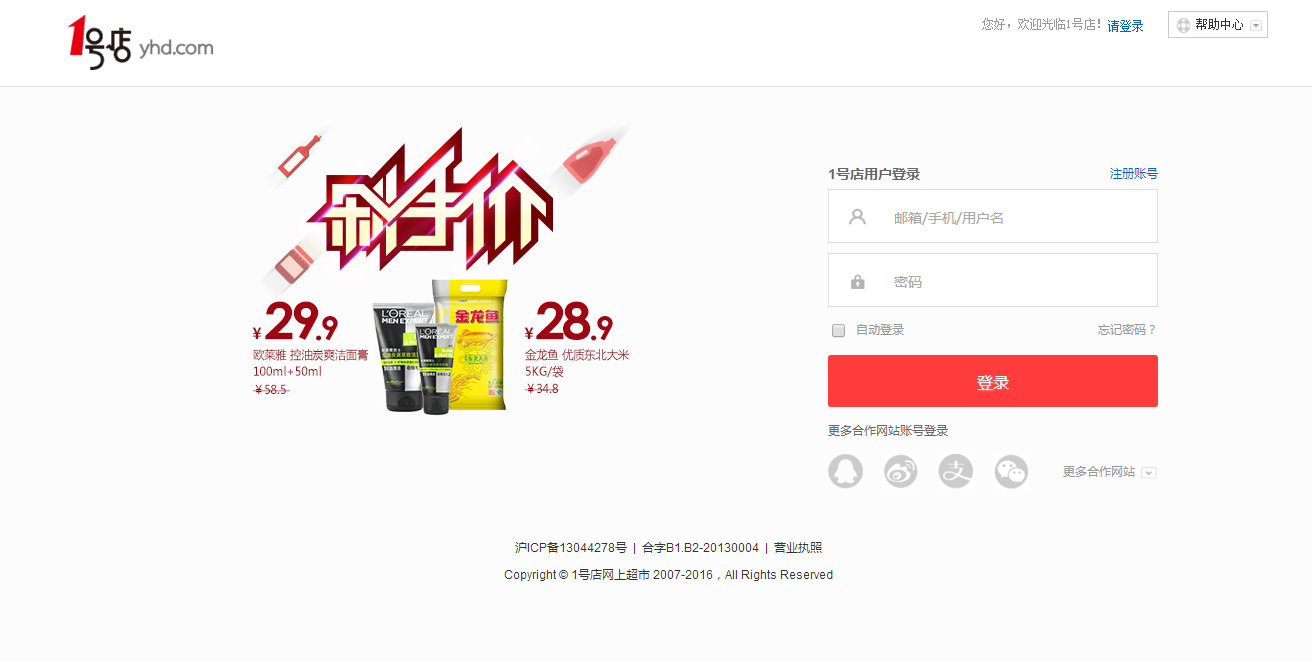 1号店 yhd.com
您好，欢迎光临1号店！ 请登录
帮助中心
剁手价
¥29.9
欧莱雅 控油炭爽洁面膏
100ml+50ml
¥58.5
L'OREAL
MEN EXPERT
L'OREAL
MEN EXPERT
金龙鱼
¥28.9
金龙鱼 优质东北大米
5KG/袋
¥34.8
1号店用户登录 注册账号
邮箱/手机/用户名
密码
自动登录 忘记密码？
登录
更多合作网站账号登录
支
更多合作网站
沪ICP备13044278号 | 合字B1.B2-20130004 | 营业执照
Copyright © 1号店网上超市 2007-2016，All Rights Reserved